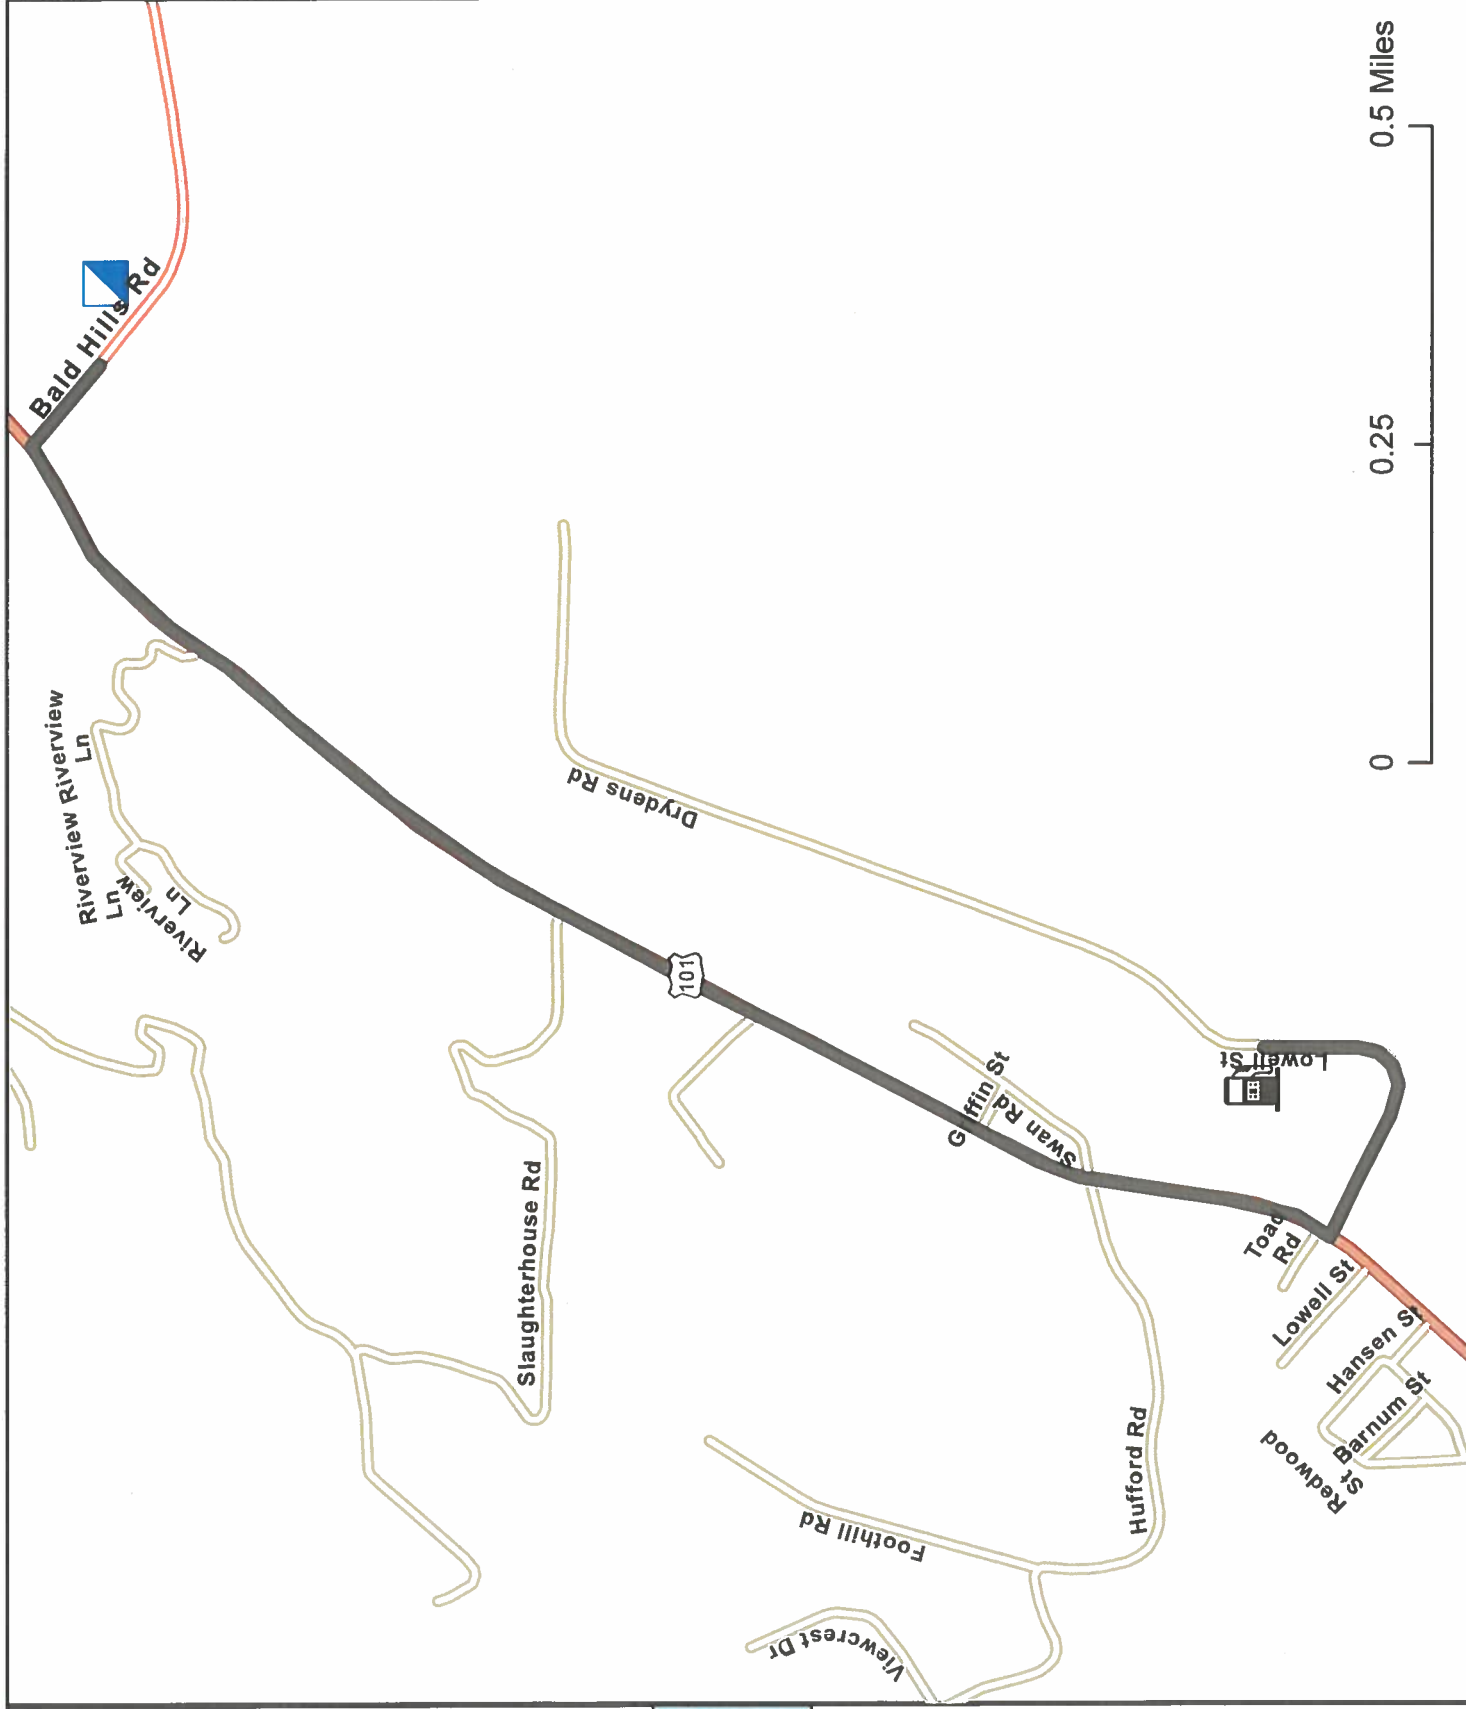 Bald Hills Rd
Riverview
Ln
Riverview
Ln
Riverview
Ln
Drydens Rd
101
Slaughterhouse Rd
Griffin St
Swan Rd
Lowell St
Toad
Rd
Lowell St
Hansen St
Barnum St
Redwood
St
Hufford Rd
Foothill Rd
Viewcrest Dr
0
0.25
0.5 Miles